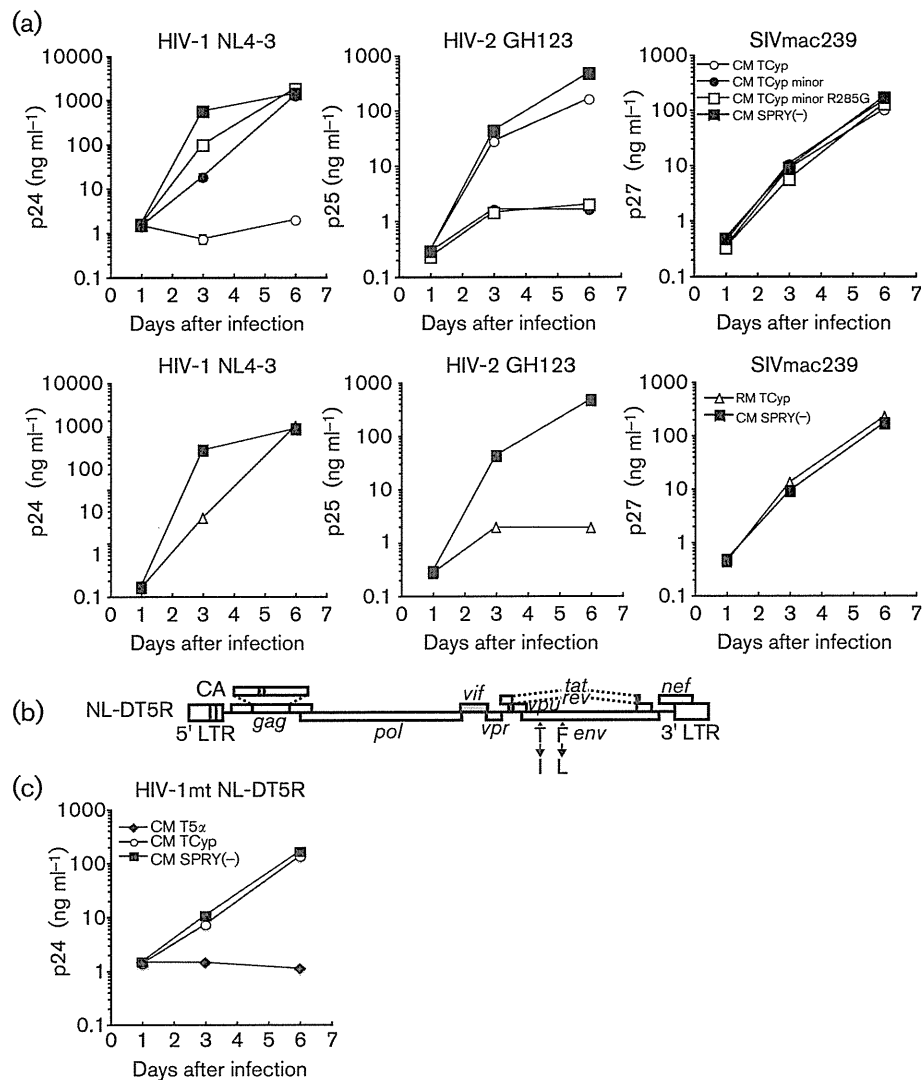 (a)
HIV-1 NL4-3
HIV-2 GH123
SIVmac239
10000
1000
100
10
1
0.1
p24 (ng ml⁻¹)
0 1 2 3 4 5 6 7
Days after infection
1000
100
10
1
0.1
p25 (ng ml⁻¹)
0 1 2 3 4 5 6 7
Days after infection
1000
100
10
1
0.1
p27 (ng ml⁻¹)
CM TCyp
CM TCyp minor
CM TCyp minor R285G
CM SPRY(−)
0 1 2 3 4 5 6 7
Days after infection
HIV-1 NL4-3
HIV-2 GH123
SIVmac239
10000
1000
100
10
1
0.1
p24 (ng ml⁻¹)
0 1 2 3 4 5 6 7
Days after infection
1000
100
10
1
0.1
p25 (ng ml⁻¹)
0 1 2 3 4 5 6 7
Days after infection
1000
100
10
1
0.1
p27 (ng ml⁻¹)
RM TCyp
CM SPRY(−)
0 1 2 3 4 5 6 7
Days after infection
(b)
NL-DT5R
CA
5' LTR
gag
pol
vif
vpr
vpu
tat
rev
env
nef
3' LTR
T F
I L
(c)
HIV-1mt NL-DT5R
1000
100
10
1
0.1
p24 (ng ml⁻¹)
CM T5α
CM TCyp
CM SPRY(−)
0 1 2 3 4 5 6 7
Days after infection